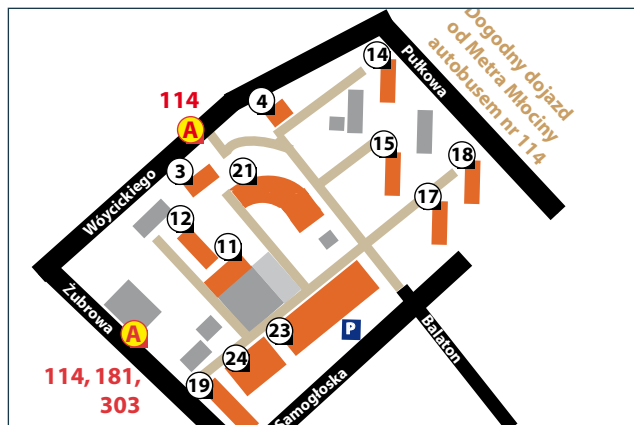 Dogodny dojazd
od Metra Młociny
autobusem nr 114
14
Pułkowa
114
4
A
15
18
3
21
Wóycickiego
17
12
11
Żubrowa
A
23
P
Balaton
24
114, 181,
303
19
Samogłoska